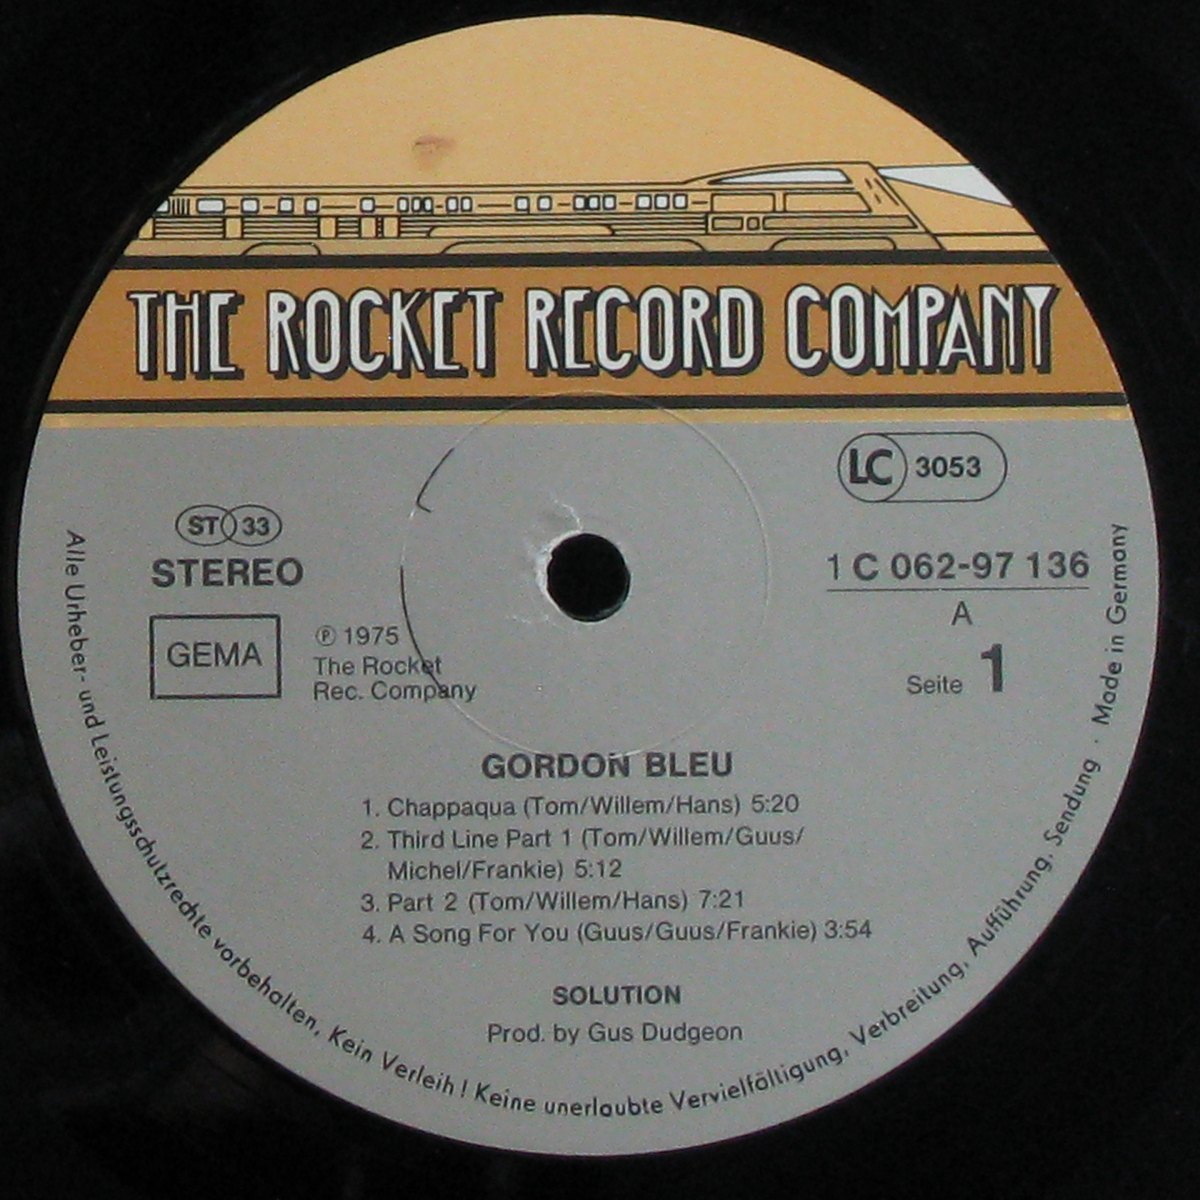 THE ROCKET RECORD COMPANY
LC 3053
ST 33
STEREO
1 C 062-97 136
A
Seite 1
GEMA
℗ 1975
The Rocket
Rec. Company
GORDON BLEU
1. Chappaqua (Tom/Willem/Hans) 5:20
2. Third Line Part 1 (Tom/Willem/Guus/
Michel/Frankie) 5:12
3. Part 2 (Tom/Willem/Hans) 7:21
4. A Song For You (Guus/Guus/Frankie) 3:54
SOLUTION
Prod. by Gus Dudgeon
Alle Urheber- und Leistungsschutzrechte vorbehalten, Kein Verleih! Keine unerlaubte Vervielfältigung, Verbreitung, Aufführung, Sendung · Made in Germany